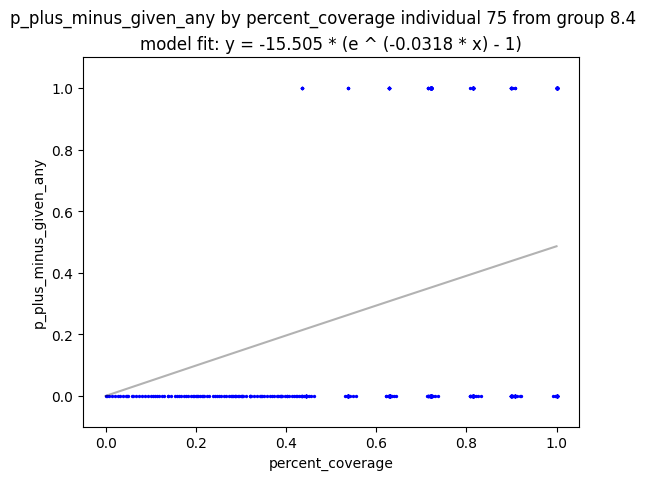 p_plus_minus_given_any by percent_coverage individual 75 from group 8.4
model fit: y = -15.505 * (e ^ (-0.0318 * x) - 1)
1.0
0.8
0.6
0.4
0.2
0.0
p_plus_minus_given_any
0.0 0.2 0.4 0.6 0.8 1.0
percent_coverage